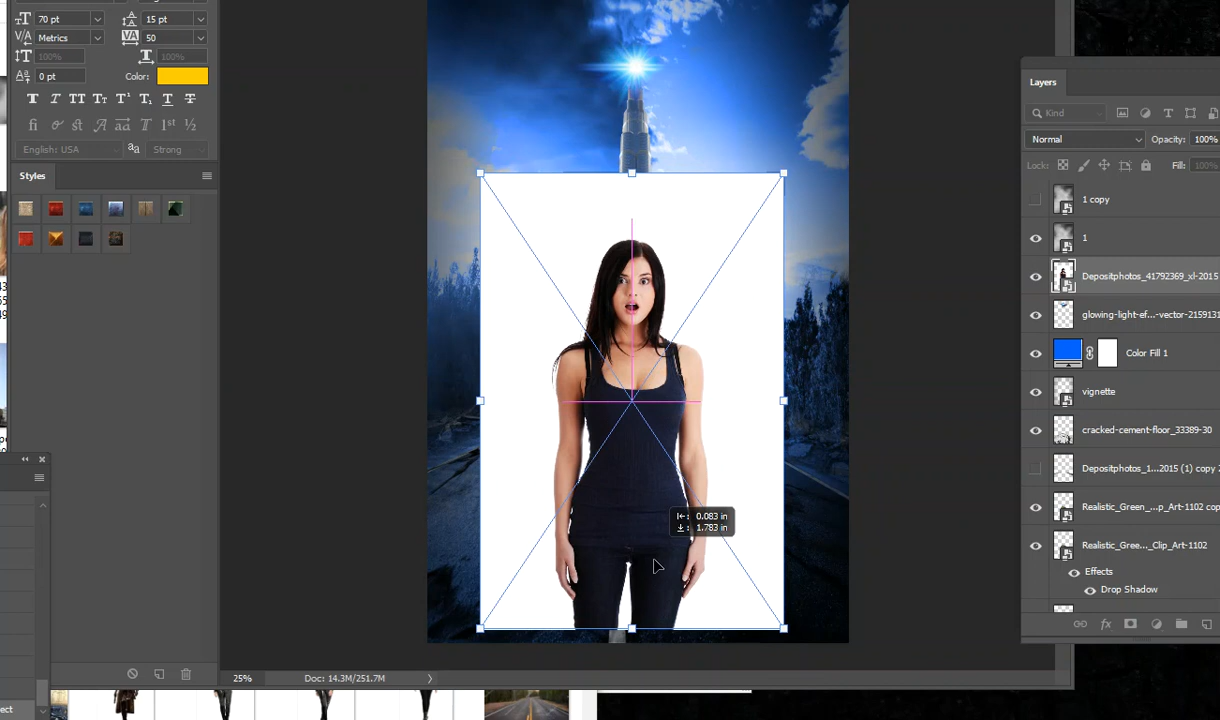 70 pt
15 pt
Metrics
50
100%
100%
0 pt
Color:
English: USA
Strong
Styles
0.083 in
1.783 in
25%
Doc: 14.3M/251.7M
Layers
Kind
Normal
Opacity: 100%
Lock:
Fill: 100%
1 copy
1
Depositphotos_41792369_xl-2015
glowing-light-ef...-vector-2159131
Color Fill 1
vignette
cracked-cement-floor_33389-30
Depositphotos_1...2015 (1) copy 2
Realistic_Green_...p_Art-1102 copy
Realistic_Gree..._Clip_Art-1102
Effects
Drop Shadow